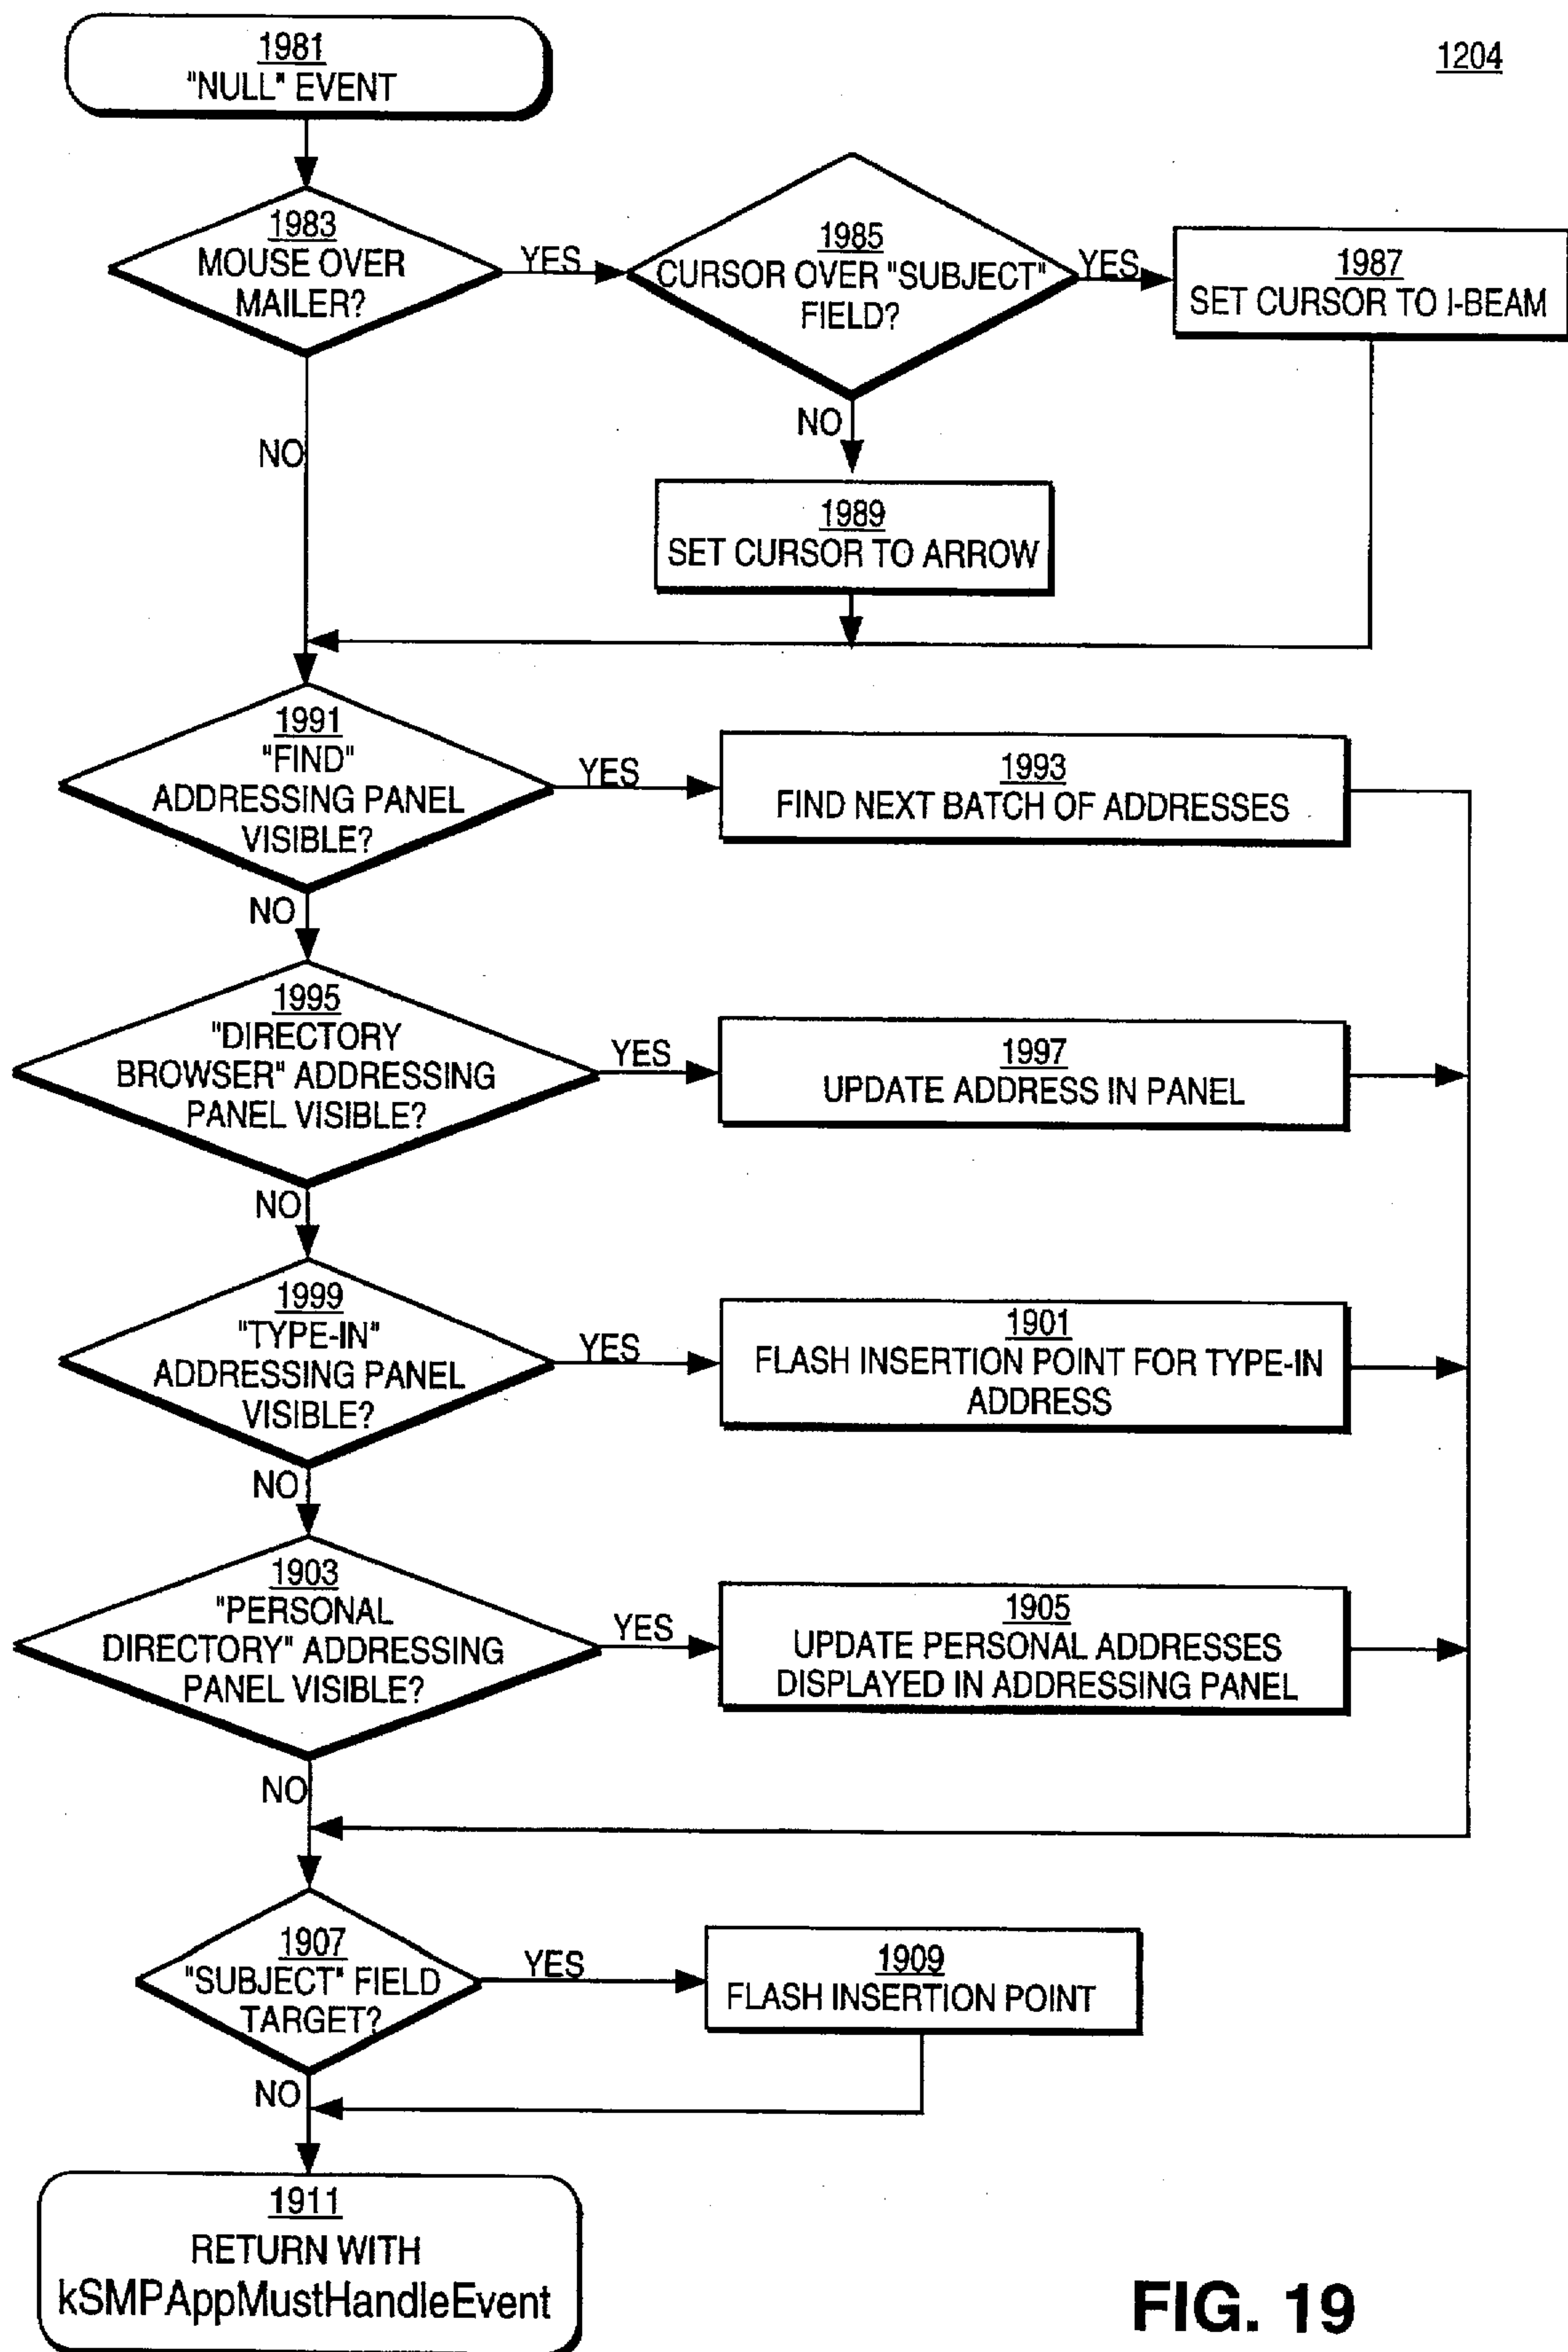 1981
"NULL" EVENT
1204
1983
MOUSE OVER
MAILER?
YES
1985
CURSOR OVER "SUBJECT"
FIELD?
YES
1987
SET CURSOR TO I-BEAM
NO
NO
1989
SET CURSOR TO ARROW
1991
"FIND"
ADDRESSING PANEL
VISIBLE?
YES
1993
FIND NEXT BATCH OF ADDRESSES
NO
1995
"DIRECTORY
BROWSER" ADDRESSING
PANEL VISIBLE?
YES
1997
UPDATE ADDRESS IN PANEL
NO
1999
"TYPE-IN"
ADDRESSING PANEL
VISIBLE?
YES
1901
FLASH INSERTION POINT FOR TYPE-IN
ADDRESS
NO
1903
"PERSONAL
DIRECTORY" ADDRESSING
PANEL VISIBLE?
YES
1905
UPDATE PERSONAL ADDRESSES
DISPLAYED IN ADDRESSING PANEL
NO
1907
"SUBJECT" FIELD
TARGET?
YES
1909
FLASH INSERTION POINT
NO
1911
RETURN WITH
kSMPAppMustHandleEvent
FIG. 19